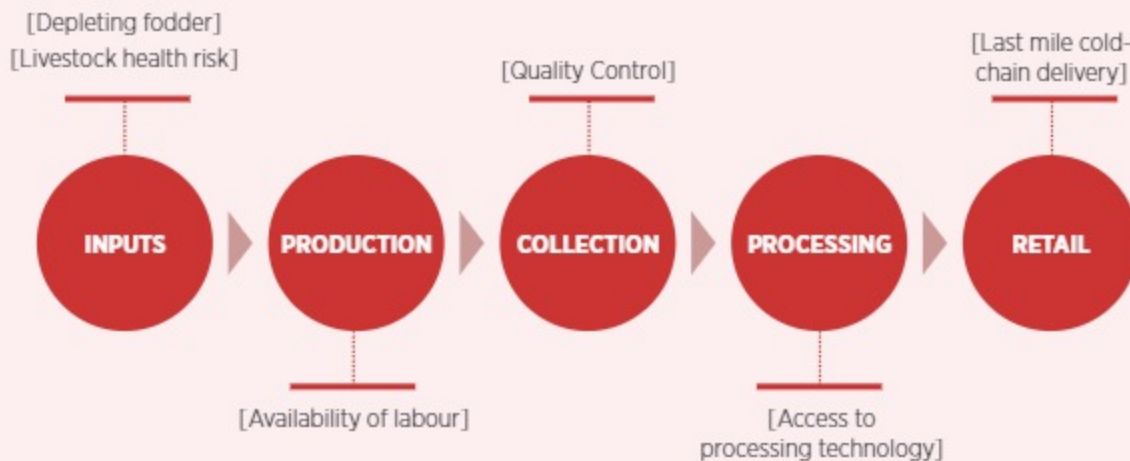 [Depleting fodder]
[Livestock health risk]
[Quality Control]
[Last mile cold-
chain delivery]
INPUTS
PRODUCTION
COLLECTION
PROCESSING
RETAIL
[Availability of labour]
[Access to
processing technology]